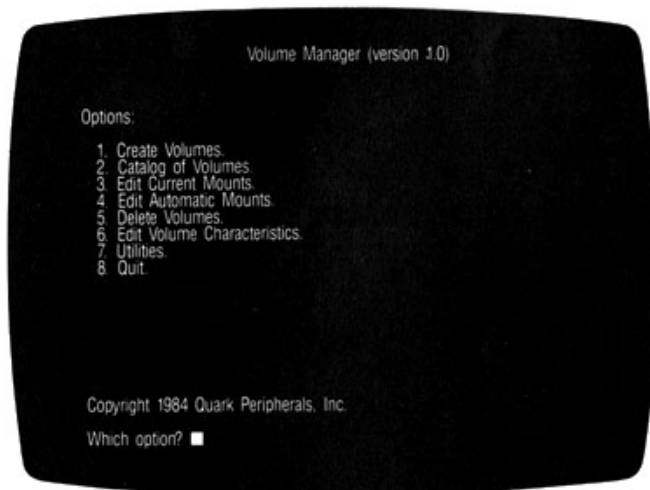 Volume Manager (version 1.0)
Options:
1. Create Volumes.
2. Catalog of Volumes.
3. Edit Current Mounts.
4. Edit Automatic Mounts.
5. Delete Volumes.
6. Edit Volume Characteristics.
7. Utilities.
8. Quit.
Copyright 1984 Quark Peripherals, Inc.
Which option?